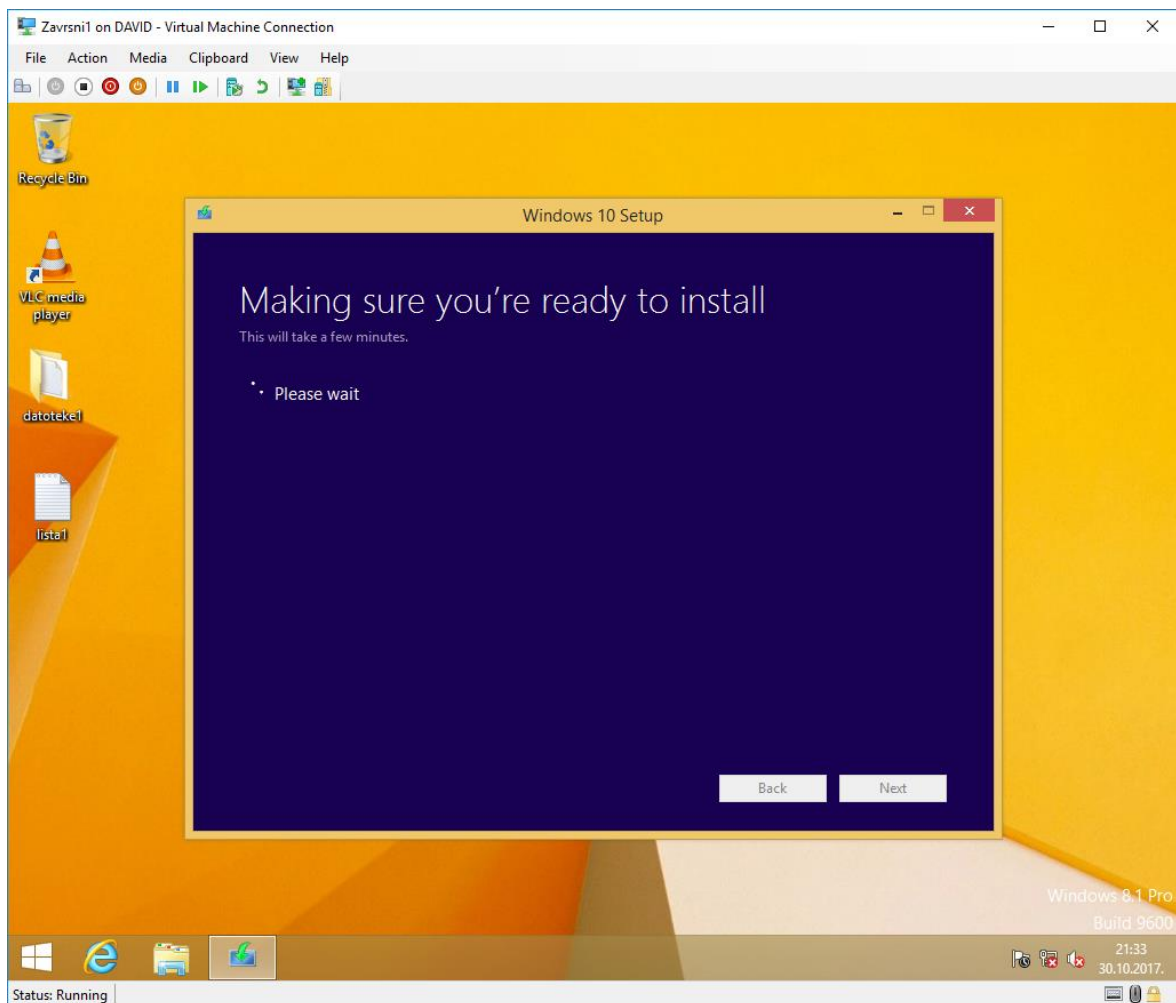 Zavrsni1 on DAVID - Virtual Machine Connection
File Action Media Clipboard View Help
Recycle Bin
VLC media
player
datoteke1
lista1
Windows 10 Setup
Making sure you're ready to install
This will take a few minutes.
Please wait
Back Next
Windows 8.1 Pro
Build 9600
21:33
30.10.2017.
Status: Running